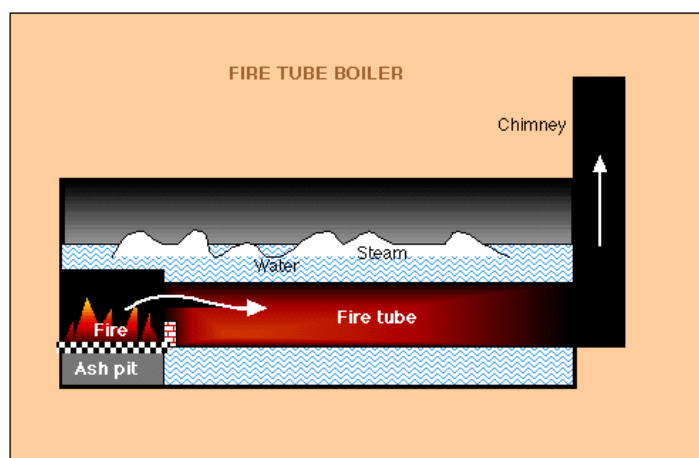 FIRE TUBE BOILER
Chimney
Steam
Water
Fire tube
Fire
Ash pit